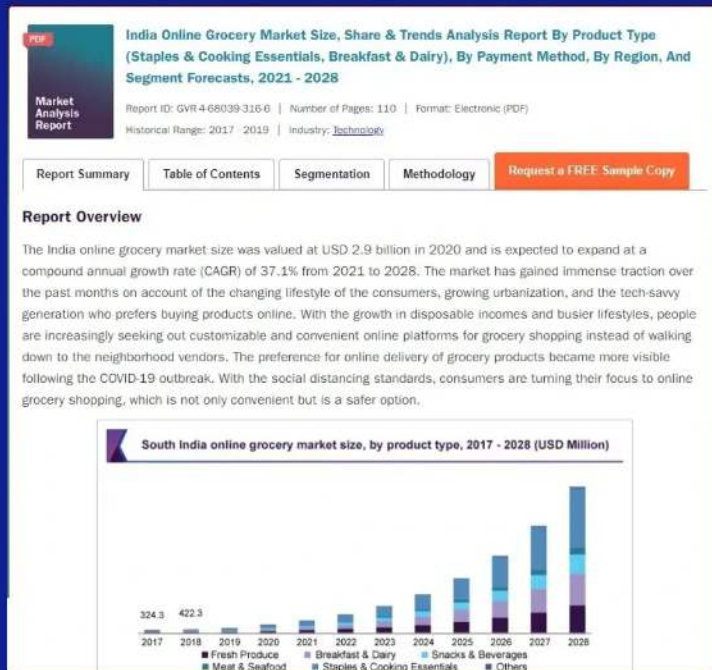 PDF
Market
Analysis
Report
India Online Grocery Market Size, Share & Trends Analysis Report By Product Type
(Staples & Cooking Essentials, Breakfast & Dairy), By Payment Method, By Region, And
Segment Forecasts, 2021 - 2028
Report ID: GVR-4-68039-316-6 | Number of Pages: 110 | Format: Electronic (PDF)
Historical Range: 2017 - 2019 | Industry: Technology
Report Summary
Table of Contents
Segmentation
Methodology
Request a FREE Sample Copy
Report Overview
The India online grocery market size was valued at USD 2.9 billion in 2020 and is expected to expand at a
compound annual growth rate (CAGR) of 37.1% from 2021 to 2028. The market has gained immense traction over
the past months on account of the changing lifestyle of the consumers, growing urbanization, and the tech-savvy
generation who prefers buying products online. With the growth in disposable incomes and busier lifestyles, people
are increasingly seeking out customizable and convenient online platforms for grocery shopping instead of walking
down to the neighborhood vendors. The preference for online delivery of grocery products became more visible
following the COVID-19 outbreak. With the social distancing standards, consumers are turning their focus to online
grocery shopping, which is not only convenient but is a safer option.
South India online grocery market size, by product type, 2017 - 2028 (USD Million)
324.3 422.3
2017 2018 2019 2020 2021 2022 2023 2024 2025 2026 2027 2028
Fresh Produce Breakfast & Dairy Snacks & Beverages
Meat & Seafood Staples & Cooking Essentials Others